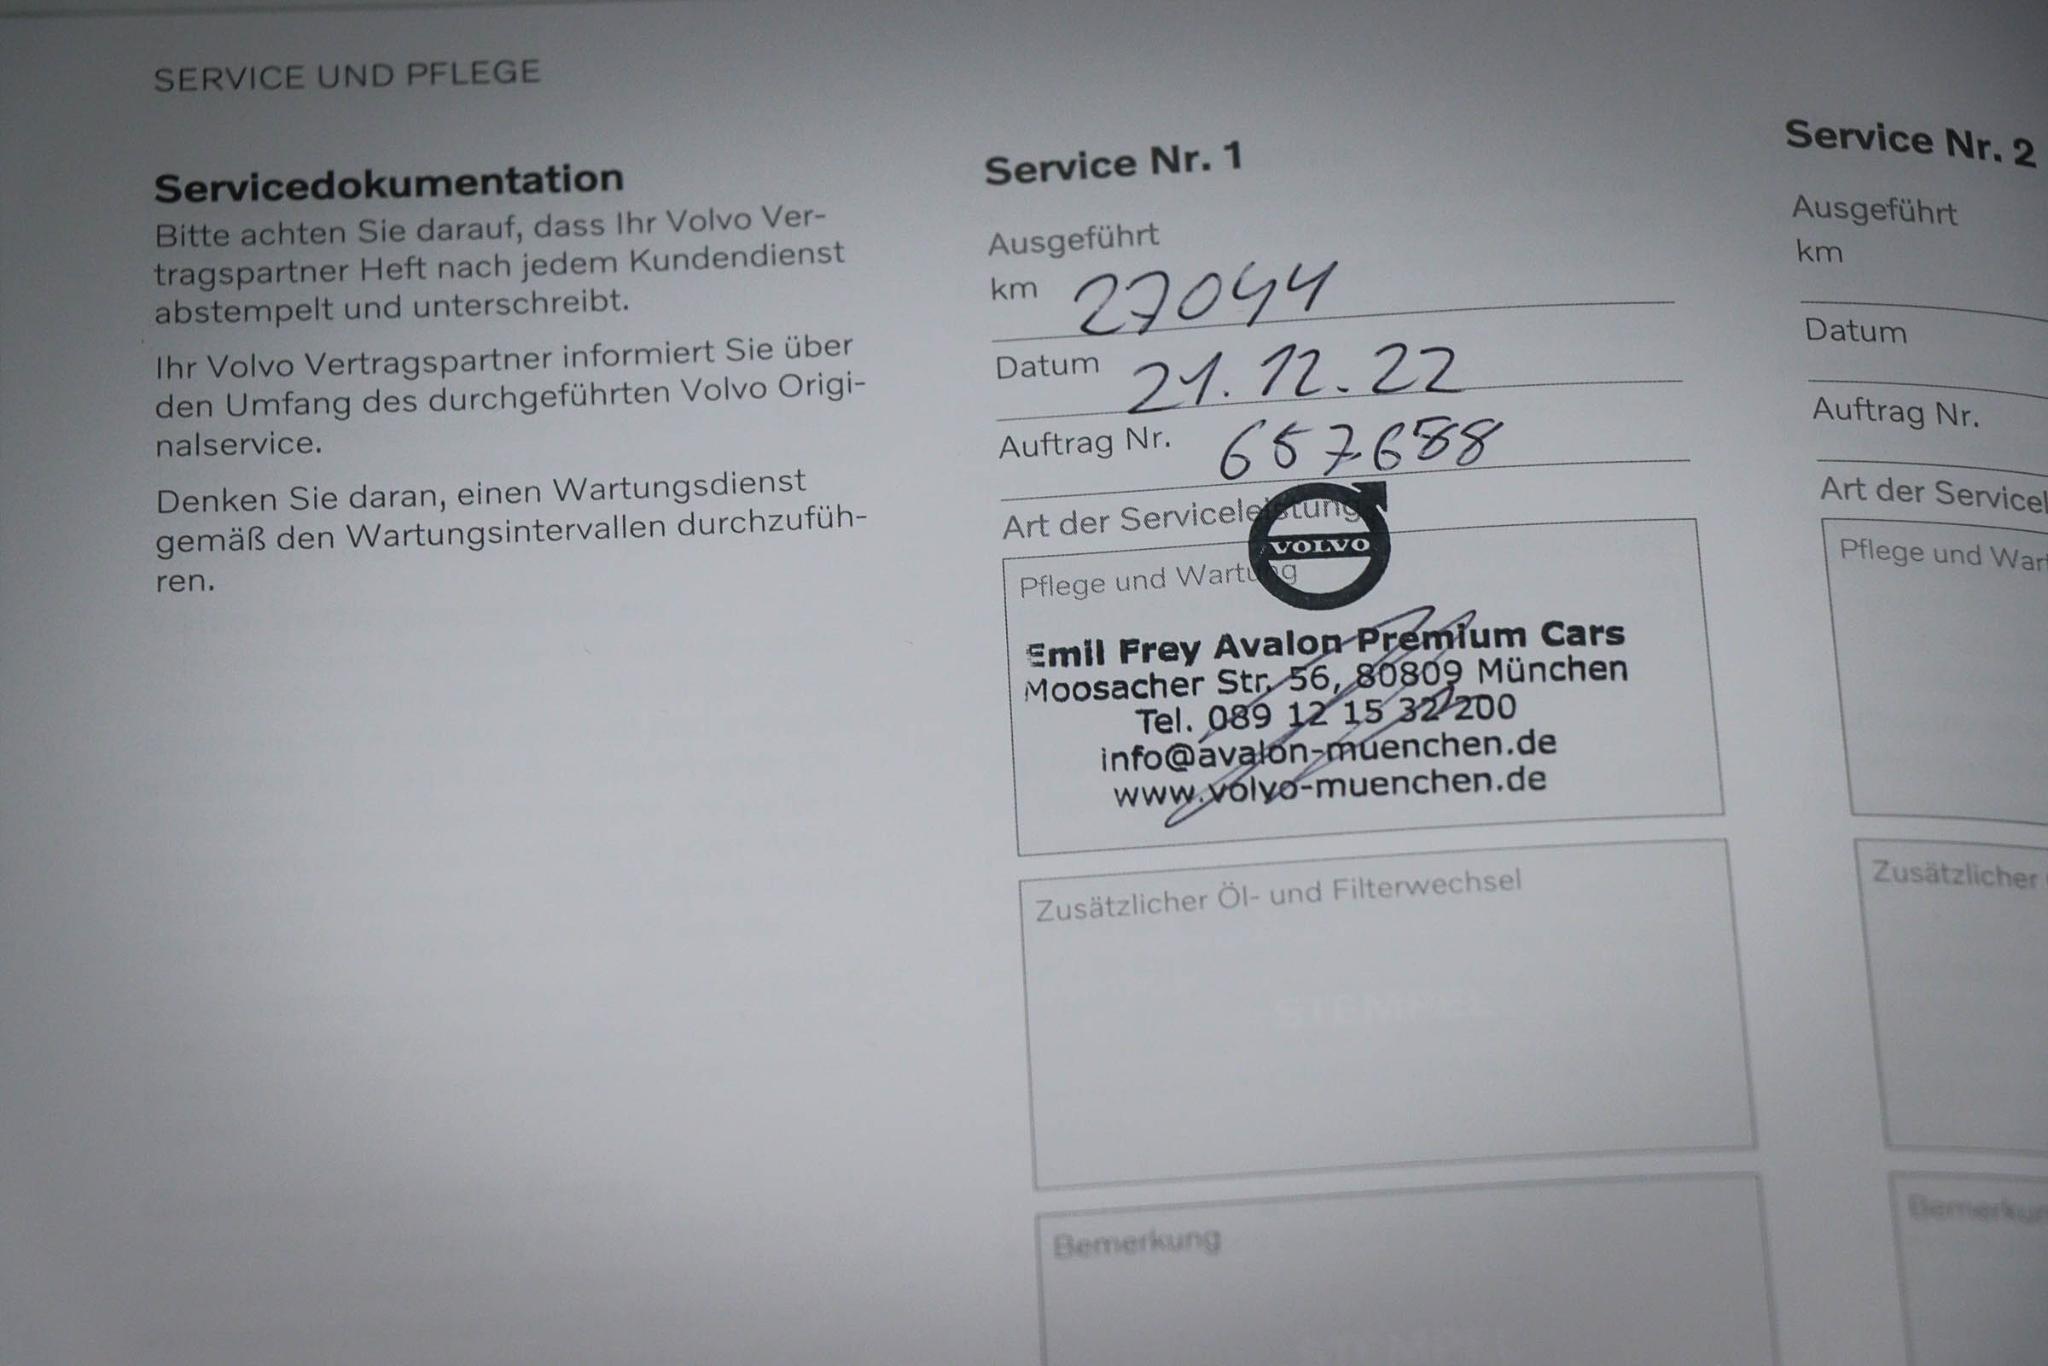 SERVICE UND PFLEGE
Servicedokumentation
Bitte achten Sie darauf, dass Ihr Volvo Ver-
tragspartner Heft nach jedem Kundendienst
abstempelt und unterschreibt.
Ihr Volvo Vertragspartner informiert Sie über
den Umfang des durchgeführten Volvo Origi-
nalservice.
Denken Sie daran, einen Wartungsdienst
gemäß den Wartungsintervallen durchzufüh-
ren.
Service Nr. 1
Ausgeführt
km 27044
Datum 21.12.22
Auftrag Nr. 657688
Art der Serviceleistung
VOLVO
Pflege und Wartung
Emil Frey Avalon Premium Cars
Moosacher Str. 56, 80809 München
Tel. 089 12 15 32 200
info@avalon-muenchen.de
www.volvo-muenchen.de
Zusätzlicher Öl- und Filterwechsel
STEMPEL
Bemerkung
Service Nr. 2
Ausgeführt
km
Datum
Auftrag Nr.
Art der Servicel
Pflege und War
Zusätzlicher
Bemerkun